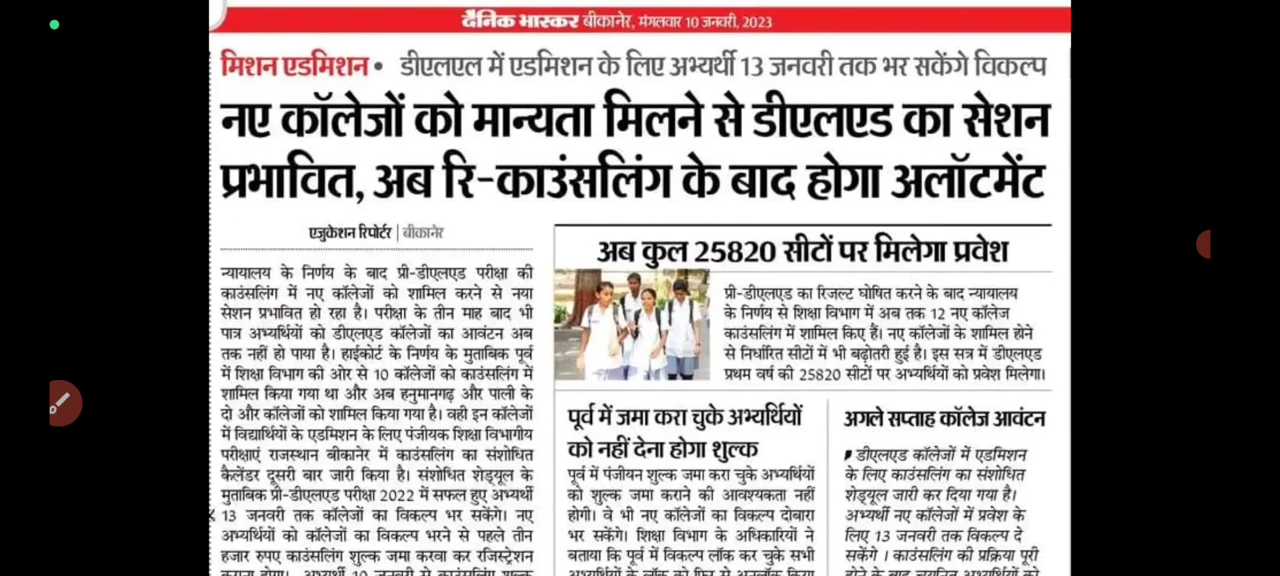 दैनिक भास्कर बीकानेर, मंगलवार 10 जनवरी, 2023
मिशन एडमिशन • डीएलएल में एडमिशन के लिए अभ्यर्थी 13 जनवरी तक भर सकेंगे विकल्प
नए कॉलेजों को मान्यता मिलने से डीएलएड का सेशन
प्रभावित, अब रि-काउंसलिंग के बाद होगा अलॉटमेंट
एजुकेशन रिपोर्टर | बीकानेर
न्यायालय के निर्णय के बाद प्री-डीएलएड परीक्षा की
काउंसलिंग में नए कॉलेजों को शामिल करने से नया
सेशन प्रभावित हो रहा है। परीक्षा के तीन माह बाद भी
पात्र अभ्यर्थियों को डीएलएड कॉलेजों का आवंटन अब
तक नहीं हो पाया है। हाईकोर्ट के निर्णय के मुताबिक पूर्व
में शिक्षा विभाग की ओर से 10 कॉलेजों को काउंसलिंग में
शामिल किया गया था और अब हनुमानगढ़ और पाली के
दो और कॉलेजों को शामिल किया गया है। वही इन कॉलेजों
में विद्यार्थियों के एडमिशन के लिए पंजीयक शिक्षा विभागीय
परीक्षाएं राजस्थान बीकानेर में काउंसलिंग का संशोधित
कैलेंडर दूसरी बार जारी किया है। संशोधित शेड्यूल के
मुताबिक प्री-डीएलएड परीक्षा 2022 में सफल हुए अभ्यर्थी
13 जनवरी तक कॉलेजों का विकल्प भर सकेंगे। नए
अभ्यर्थियों को कॉलेजों का विकल्प भरने से पहले तीन
हजार रुपए काउंसलिंग शुल्क जमा करवा कर रजिस्ट्रेशन
अब कुल 25820 सीटों पर मिलेगा प्रवेश
प्री-डीएलएड का रिजल्ट घोषित करने के बाद न्यायालय
के निर्णय से शिक्षा विभाग में अब तक 12 नए कॉलेज
काउंसलिंग में शामिल किए हैं। नए कॉलेजों के शामिल होने
से निर्धारित सीटों में भी बढ़ोतरी हुई है। इस सत्र में डीएलएड
प्रथम वर्ष की 25820 सीटों पर अभ्यर्थियों को प्रवेश मिलेगा।
पूर्व में जमा करा चुके अभ्यर्थियों
को नहीं देना होगा शुल्क
पूर्व में पंजीयन शुल्क जमा करा चुके अभ्यर्थियों
को शुल्क जमा कराने की आवश्यकता नहीं
होगी। वे भी नए कॉलेजों का विकल्प दोबारा
भर सकेंगे। शिक्षा विभाग के अधिकारियों ने
बताया कि पूर्व में विकल्प लॉक कर चुके सभी
अगले सप्ताह कॉलेज आवंटन
डीएलएड कॉलेजों में एडमिशन
के लिए काउंसलिंग का संशोधित
शेड्यूल जारी कर दिया गया है।
अभ्यर्थी नए कॉलेजों में प्रवेश के
लिए 13 जनवरी तक विकल्प दे
सकेंगे । काउंसलिंग की प्रक्रिया पूरी